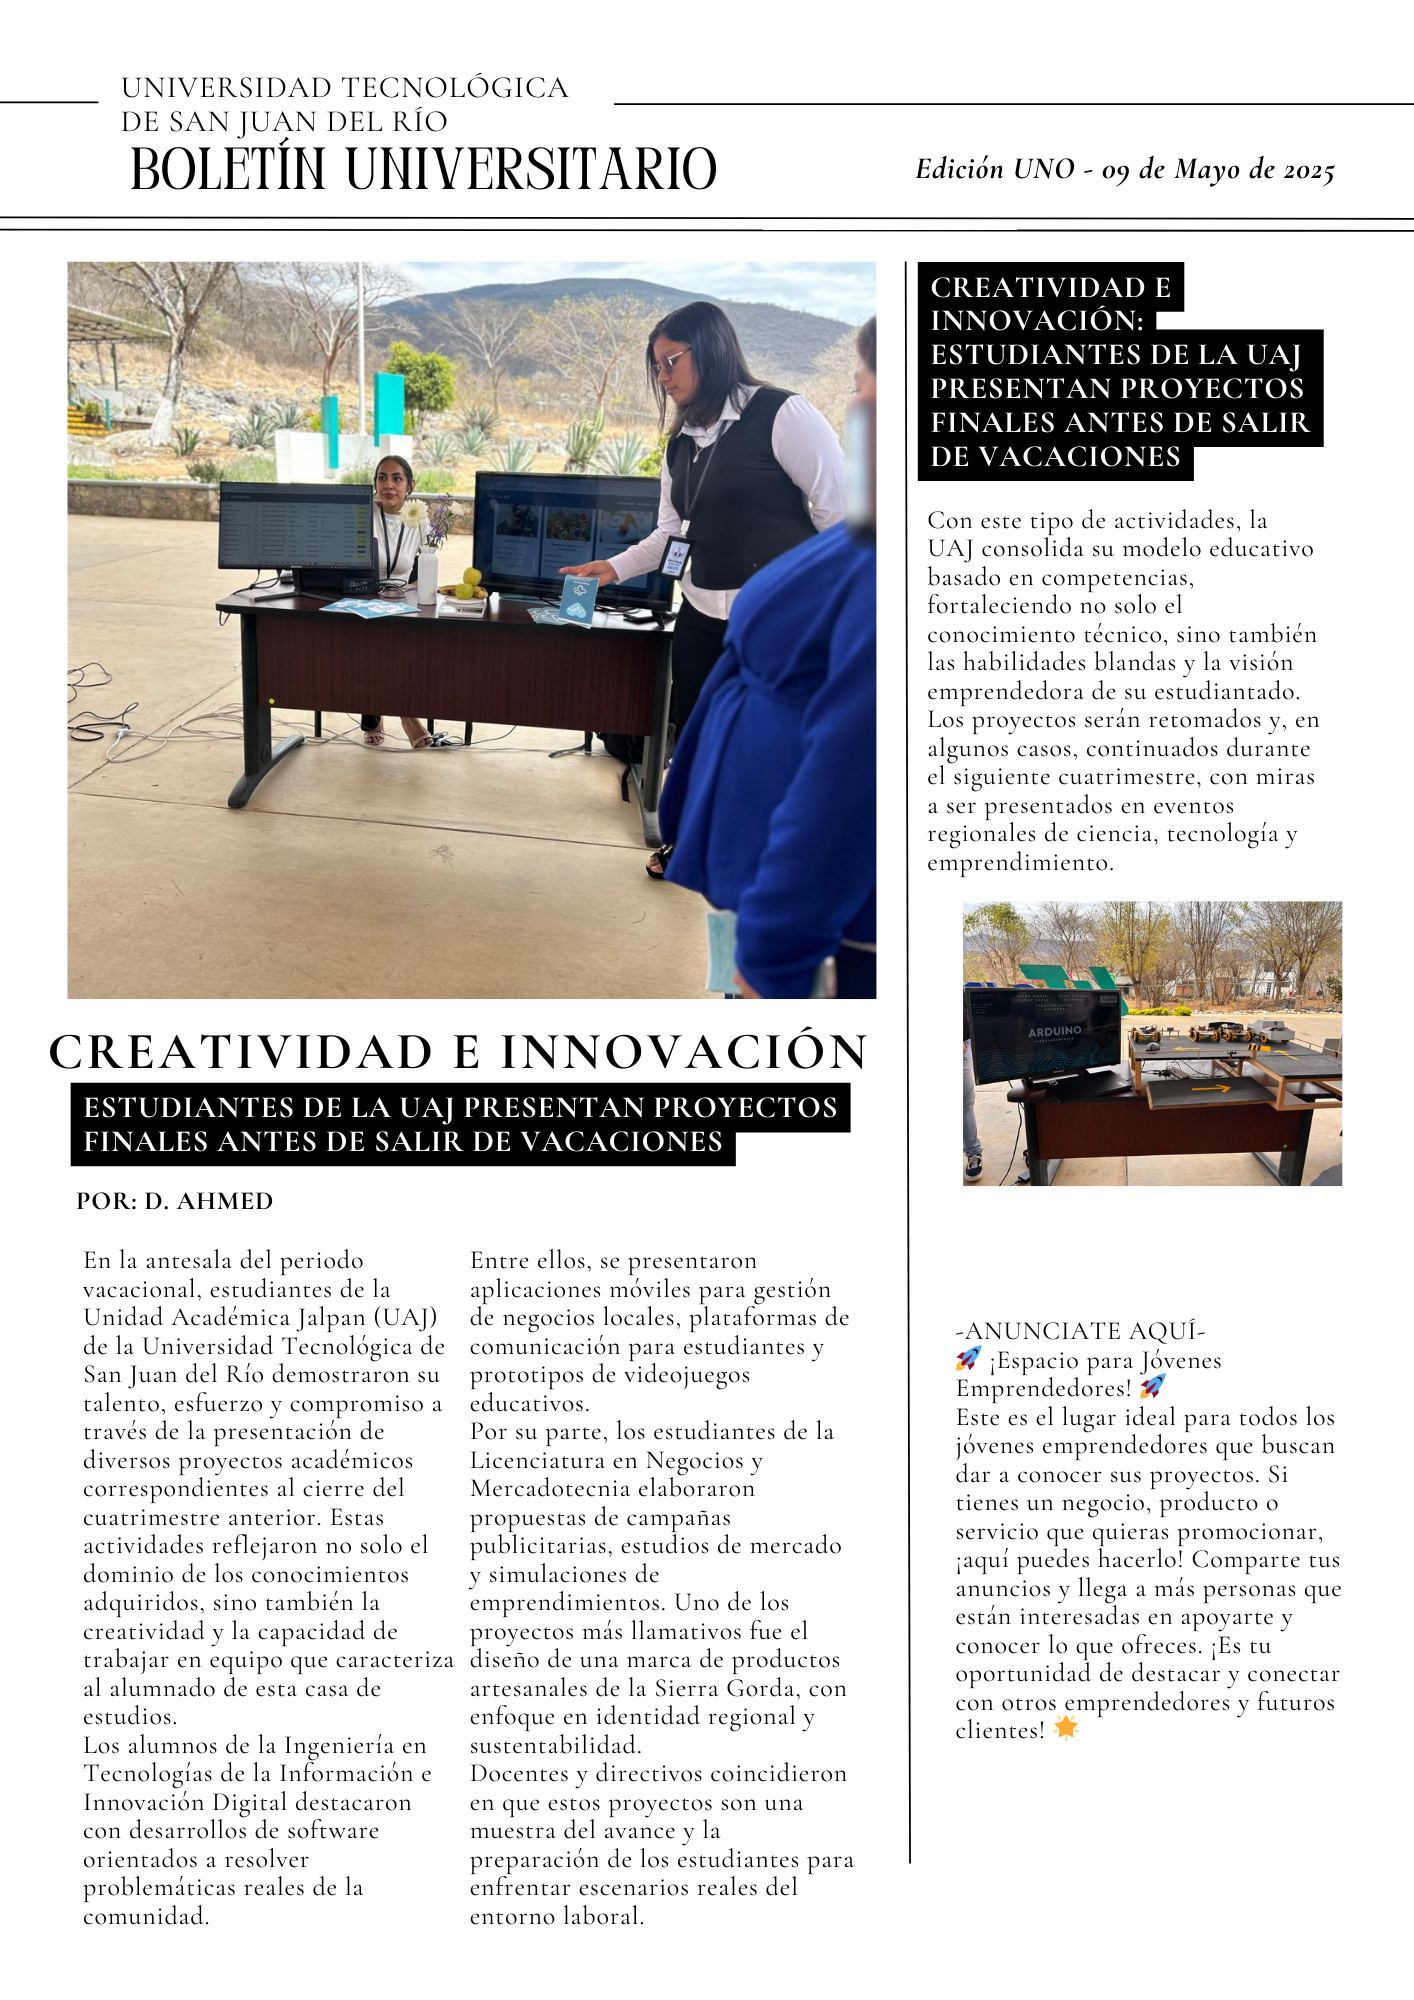 UNIVERSIDAD TECNOLÓGICA
DE SAN JUAN DEL RÍO
BOLETÍN UNIVERSITARIO
Edición UNO - 09 de Mayo de 2025
CREATIVIDAD E INNOVACIÓN
ESTUDIANTES DE LA UAJ PRESENTAN PROYECTOS
FINALES ANTES DE SALIR DE VACACIONES
POR: D. AHMED
En la antesala del periodo
vacacional, estudiantes de la
Unidad Académica Jalpan (UAJ)
de la Universidad Tecnológica de
San Juan del Río demostraron su
talento, esfuerzo y compromiso a
través de la presentación de
diversos proyectos académicos
correspondientes al cierre del
cuatrimestre anterior. Estas
actividades reflejaron no solo el
dominio de los conocimientos
adquiridos, sino también la
creatividad y la capacidad de
trabajar en equipo que caracteriza
al alumnado de esta casa de
estudios.
Los alumnos de la Ingeniería en
Tecnologías de la Información e
Innovación Digital destacaron
con desarrollos de software
orientados a resolver
problemáticas reales de la
comunidad.
Entre ellos, se presentaron
aplicaciones móviles para gestión
de negocios locales, plataformas de
comunicación para estudiantes y
prototipos de videojuegos
educativos.
Por su parte, los estudiantes de la
Licenciatura en Negocios y
Mercadotecnia elaboraron
propuestas de campañas
publicitarias, estudios de mercado
y simulaciones de
emprendimientos. Uno de los
proyectos más llamativos fue el
diseño de una marca de productos
artesanales de la Sierra Gorda, con
enfoque en identidad regional y
sustentabilidad.
Docentes y directivos coincidieron
en que estos proyectos son una
muestra del avance y la
preparación de los estudiantes para
enfrentar escenarios reales del
entorno laboral.
CREATIVIDAD E
INNOVACIÓN:
ESTUDIANTES DE LA UAJ
PRESENTAN PROYECTOS
FINALES ANTES DE SALIR
DE VACACIONES
Con este tipo de actividades, la
UAJ consolida su modelo educativo
basado en competencias,
fortaleciendo no solo el
conocimiento técnico, sino también
las habilidades blandas y la visión
emprendedora de su estudiantado.
Los proyectos serán retomados y, en
algunos casos, continuados durante
el siguiente cuatrimestre, con miras
a ser presentados en eventos
regionales de ciencia, tecnología y
emprendimiento.
ARDUINO
-ANUNCIATE AQUÍ-
🚀 ¡Espacio para Jóvenes
Emprendedores! 🚀
Este es el lugar ideal para todos los
jóvenes emprendedores que buscan
dar a conocer sus proyectos. Si
tienes un negocio, producto o
servicio que quieras promocionar,
¡aquí puedes hacerlo! Comparte tus
anuncios y llega a más personas que
están interesadas en apoyarte y
conocer lo que ofreces. ¡Es tu
oportunidad de destacar y conectar
con otros emprendedores y futuros
clientes! 🌟